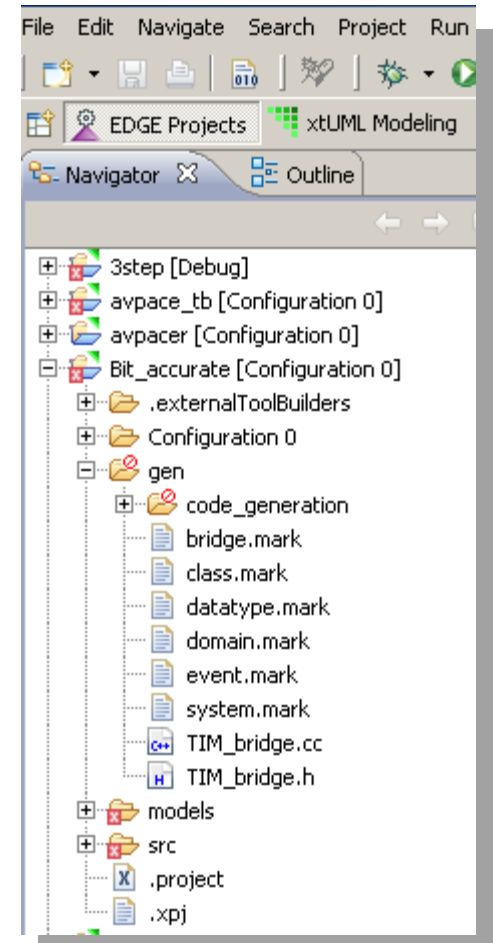 File Edit Navigate Search Project Run
010
EDGE Projects xtUML Modeling
Navigator Outline
3step [Debug]
avpace_tb [Configuration 0]
avpacer [Configuration 0]
Bit_accurate [Configuration 0]
.externalToolBuilders
Configuration 0
gen
code_generation
bridge.mark
class.mark
datatype.mark
domain.mark
event.mark
system.mark
C++ TIM_bridge.cc
H TIM_bridge.h
models
src
X .project
.xpj